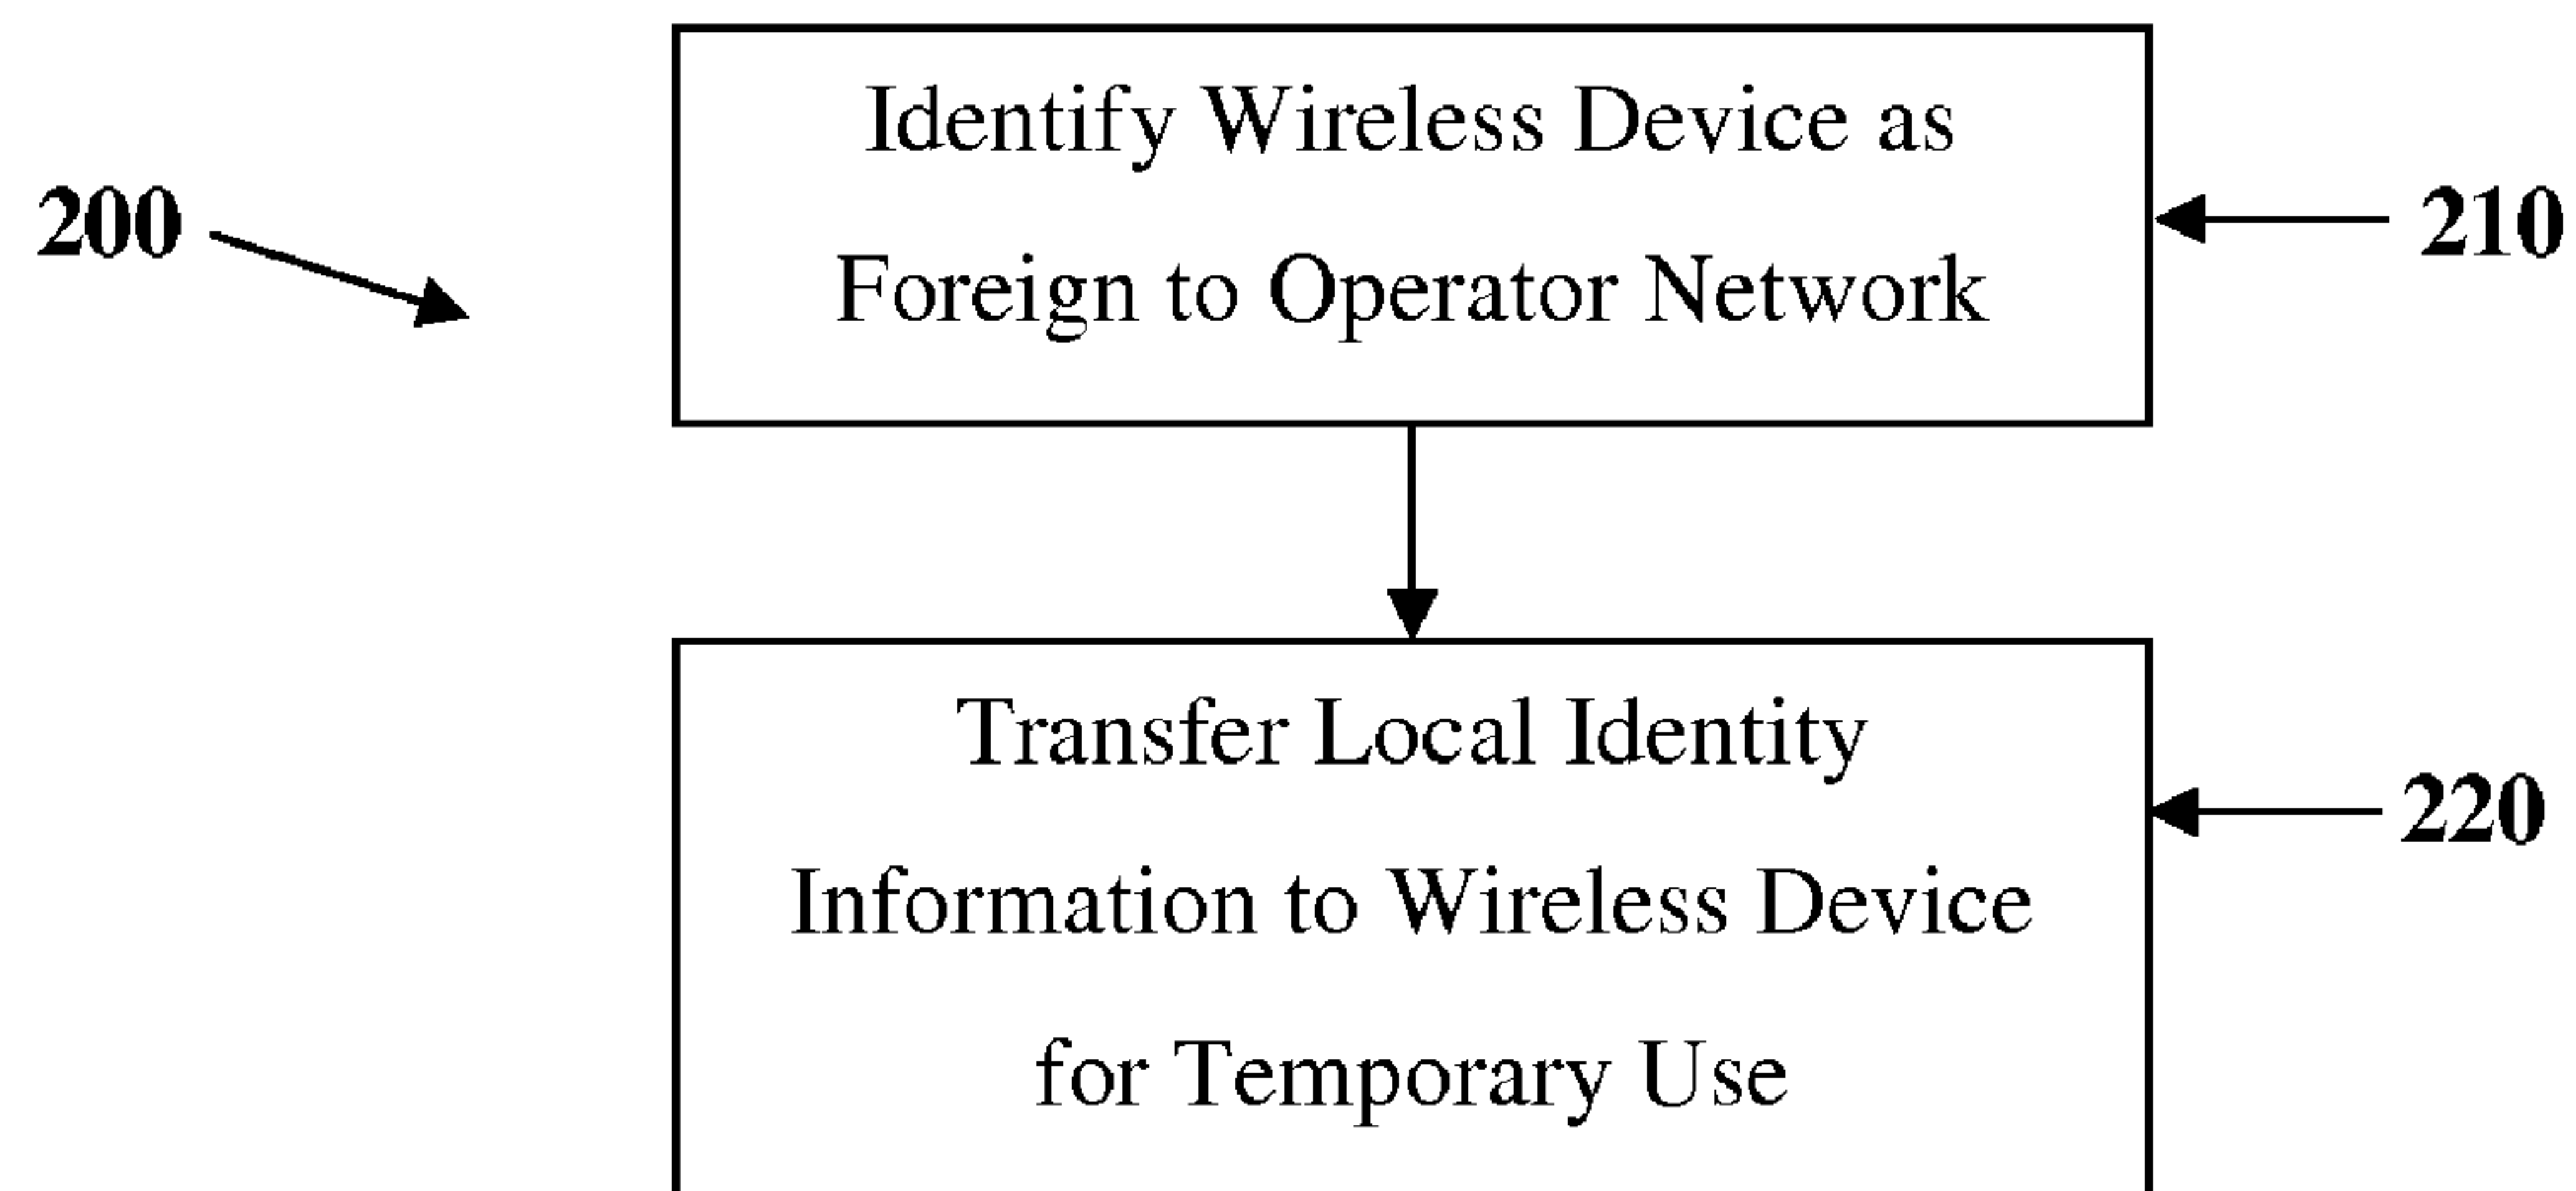 Identify Wireless Device as
Foreign to Operator Network
200
210
Transfer Local Identity
Information to Wireless Device
for Temporary Use
220